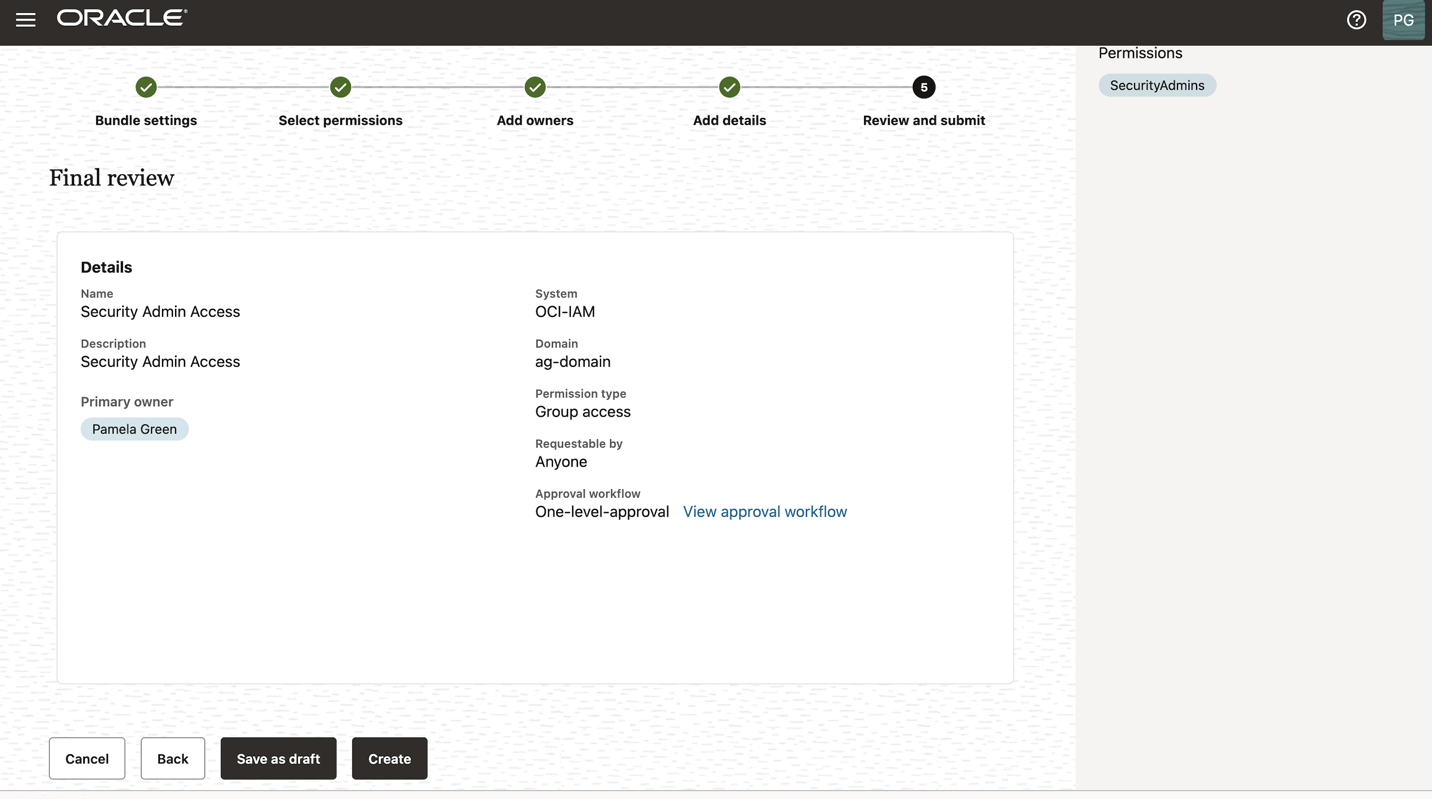 ORACLE
PG
Permissions
SecurityAdmins
5
Bundle settings
Select permissions
Add owners
Add details
Review and submit
Final review
Details
Name
Security Admin Access
Description
Security Admin Access
Primary owner
Pamela Green
System
OCI-IAM
Domain
ag-domain
Permission type
Group access
Requestable by
Anyone
Approval workflow
One-level-approval View approval workflow
Cancel
Back
Save as draft
Create